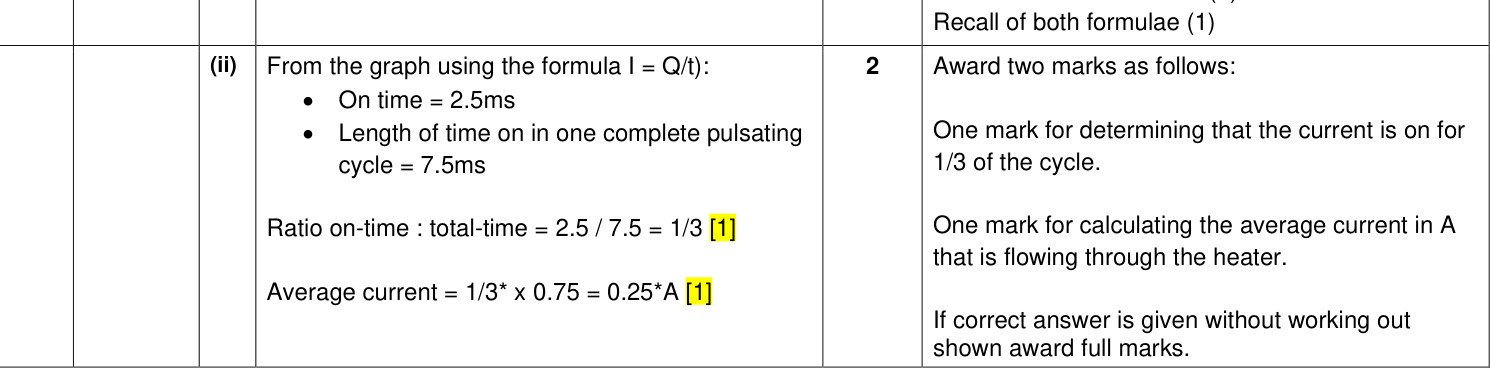 Recall of both formulae (1)
(ii)
From the graph using the formula I = Q/t):
• On time = 2.5ms
• Length of time on in one complete pulsating
cycle = 7.5ms
Ratio on-time : total-time = 2.5 / 7.5 = 1/3 [1]
Average current = 1/3* x 0.75 = 0.25*A [1]
2
Award two marks as follows:
One mark for determining that the current is on for
1/3 of the cycle.
One mark for calculating the average current in A
that is flowing through the heater.
If correct answer is given without working out
shown award full marks.